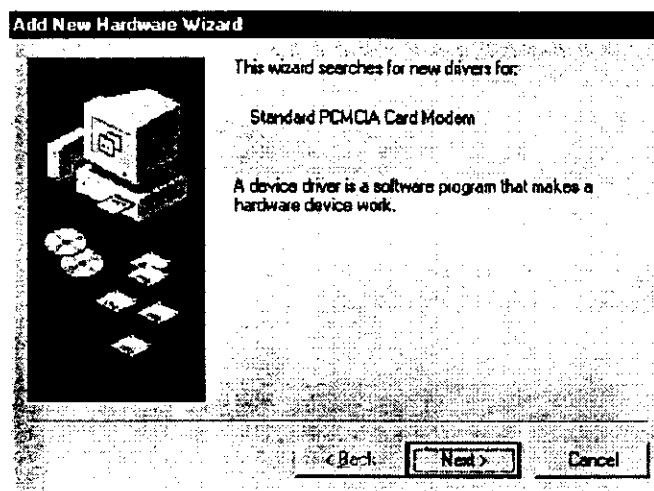 Add New Hardware Wizard
This wizard searches for new drivers for:
Standard PCMCIA Card Modem
A device driver is a software program that makes a
hardware device work.
< Back
Next >
Cancel